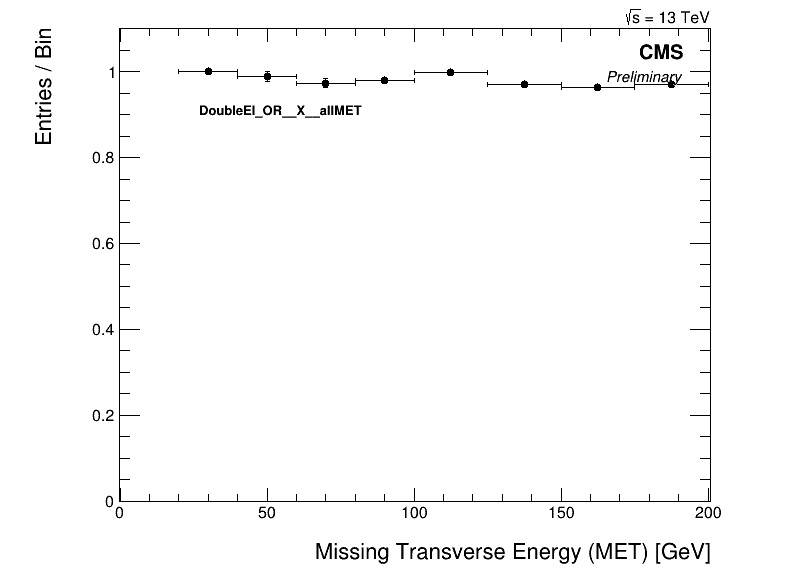 √s = 13 TeV
Entries / Bin
CMS
Preliminary
DoubleEl_OR__X__allMET
1
0.8
0.6
0.4
0.2
0
0 50 100 150 200
Missing Transverse Energy (MET) [GeV]